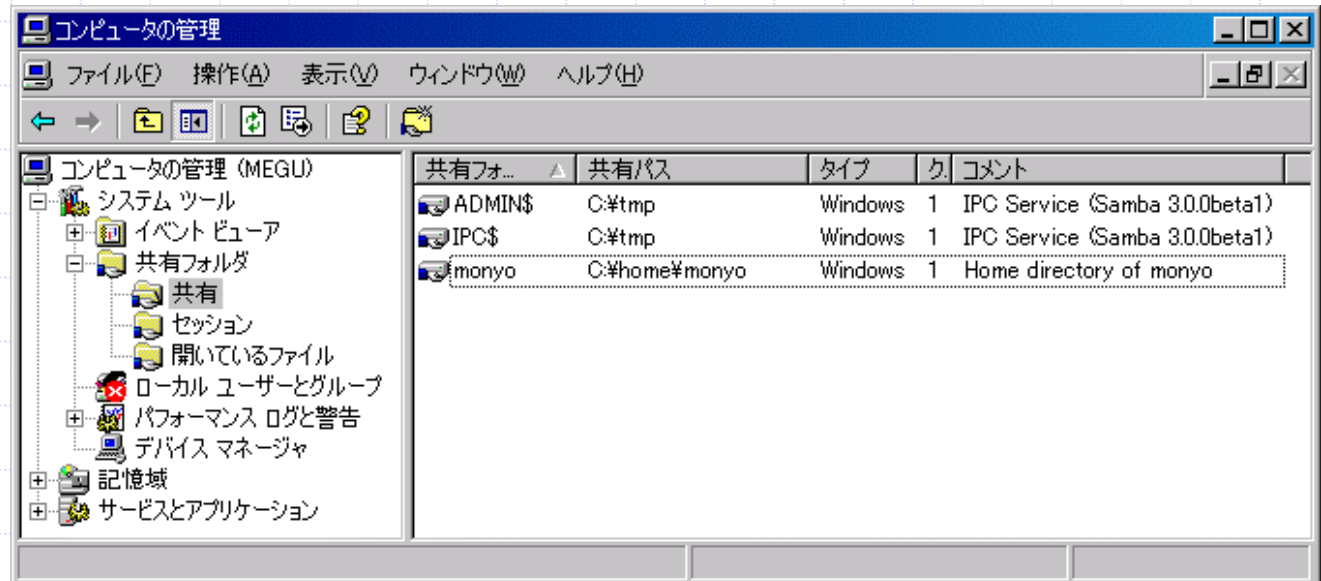 コンピュータの管理
ファイル(F) 操作(A) 表示(V) ウィンドウ(W) ヘルプ(H)
コンピュータの管理 (MEGU)
システム ツール
イベント ビューア
共有フォルダ
共有
セッション
開いているファイル
ローカル ユーザーとグループ
パフォーマンス ログと警告
デバイス マネージャ
記憶域
サービスとアプリケーション
共有フォ... 共有パス タイプ ク. コメント
ADMIN$ C:¥tmp Windows 1 IPC Service (Samba 3.0.0beta1)
IPC$ C:¥tmp Windows 1 IPC Service (Samba 3.0.0beta1)
monyo C:¥home¥monyo Windows 1 Home directory of monyo